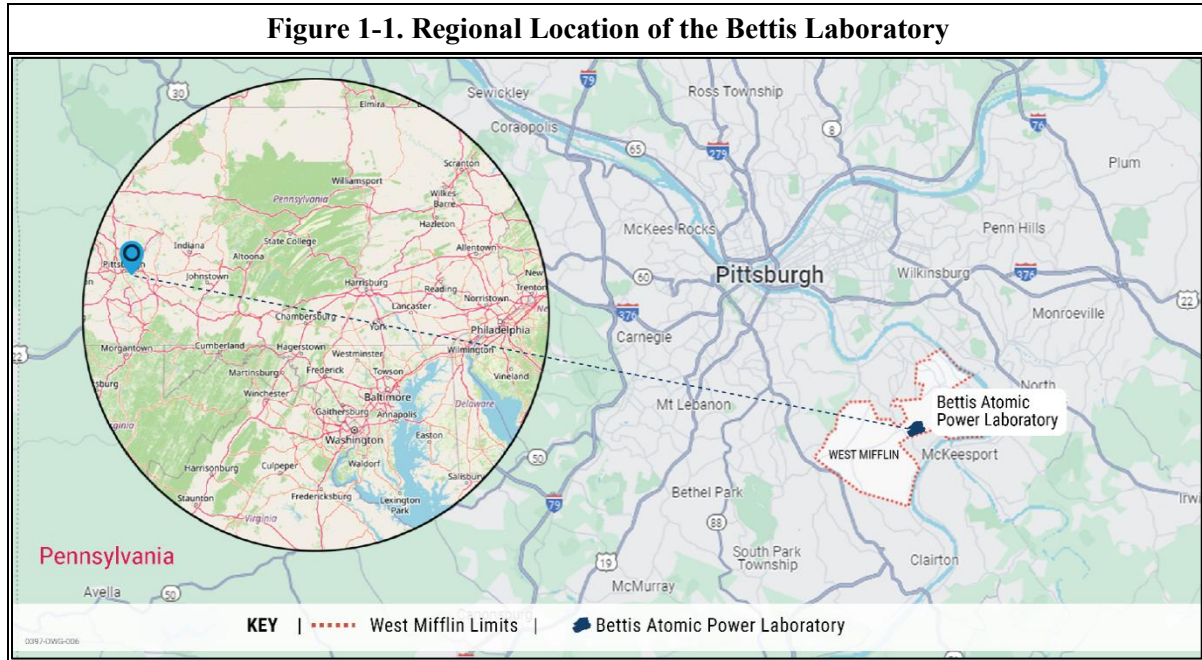 Figure 1-1. Regional Location of the Bettis Laboratory
30
79
Sewickley
Ross Township
Coraopolis
65
279
8
76
Plum
McKees Rocks
Penn Hills
60
Pittsburgh
Wilkinsburg
376
22
376
Carnegie
Monroeville
22
Mt Lebanon
North
Bettis Atomic
Power Laboratory
WEST MIFFLIN
McKeesport
50
79
Bethel Park
88
Clairton
South Park
Township
19
McMurray
Pennsylvania
Avella
50
Elmira
Scranton
Williamsport
Wilkes-
Barre
Pennsylvania
Hazleton
State College
Indiana
Altoona
Allentown
Johnstown
Harrisburg
Reading
New
Trenton
Lancaster
Norristown
Chambersburg
York
Philadelphia
Morgantown
Cumberland
Hagerstown
Wilmington
Westminster
Martinsburg
Frederick
Towson
Vineland
Winchester
Baltimore
Gaithersburg
Annapolis
Delaware
Washington
Easton
Harrisonburg
Culpeper
Waldorf
Staunton
Fredericksburg
Lexington
Park
Virginia
KEY | West Mifflin Limits | Bettis Atomic Power Laboratory
0397-DWG-006